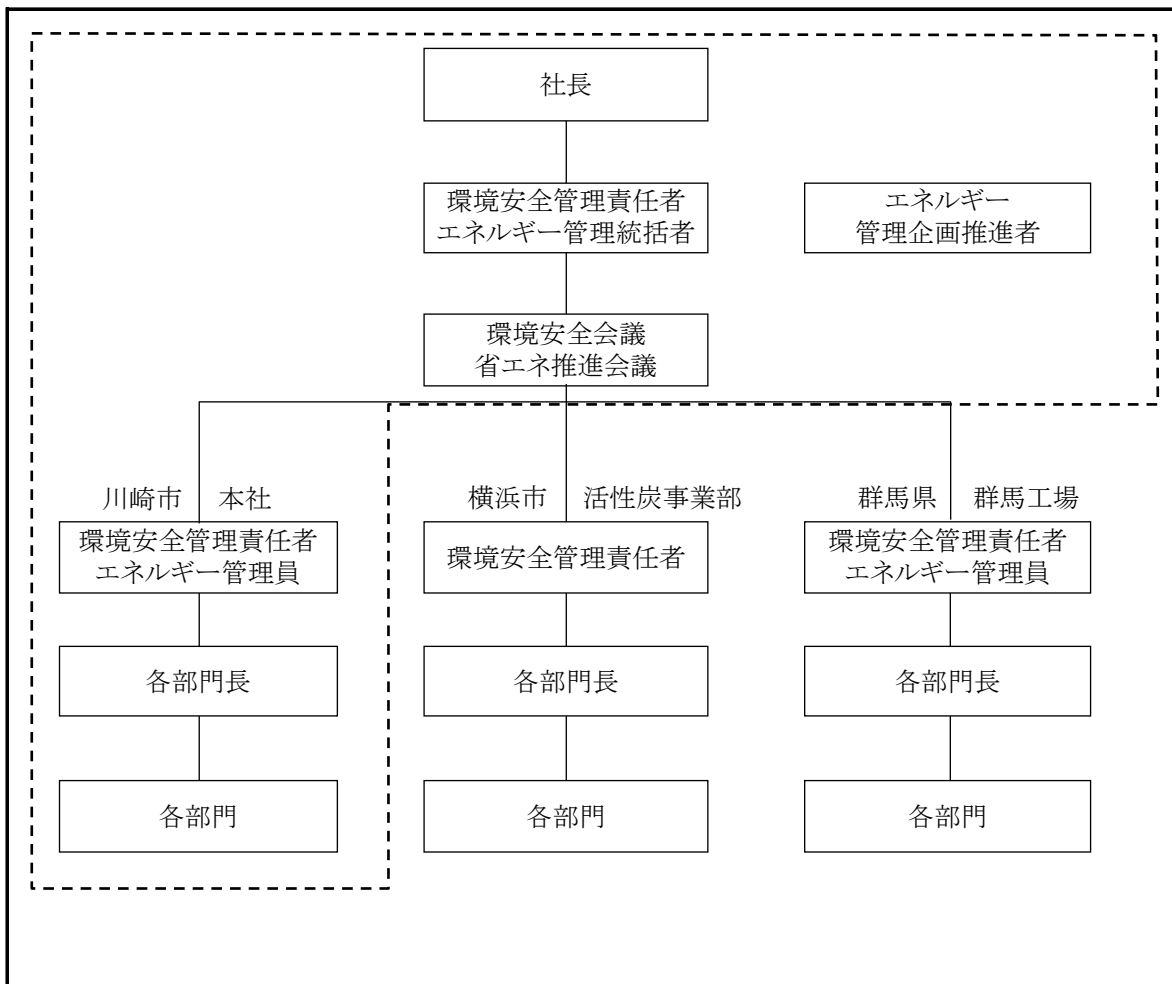 社長
環境安全管理責任者
エネルギー管理統括者
エネルギー
管理企画推進者
環境安全会議
省エネ推進会議
川崎市 本社
環境安全管理責任者
エネルギー管理員
各部門長
各部門
横浜市 活性炭事業部
環境安全管理責任者
各部門長
各部門
群馬県 群馬工場
環境安全管理責任者
エネルギー管理員
各部門長
各部門